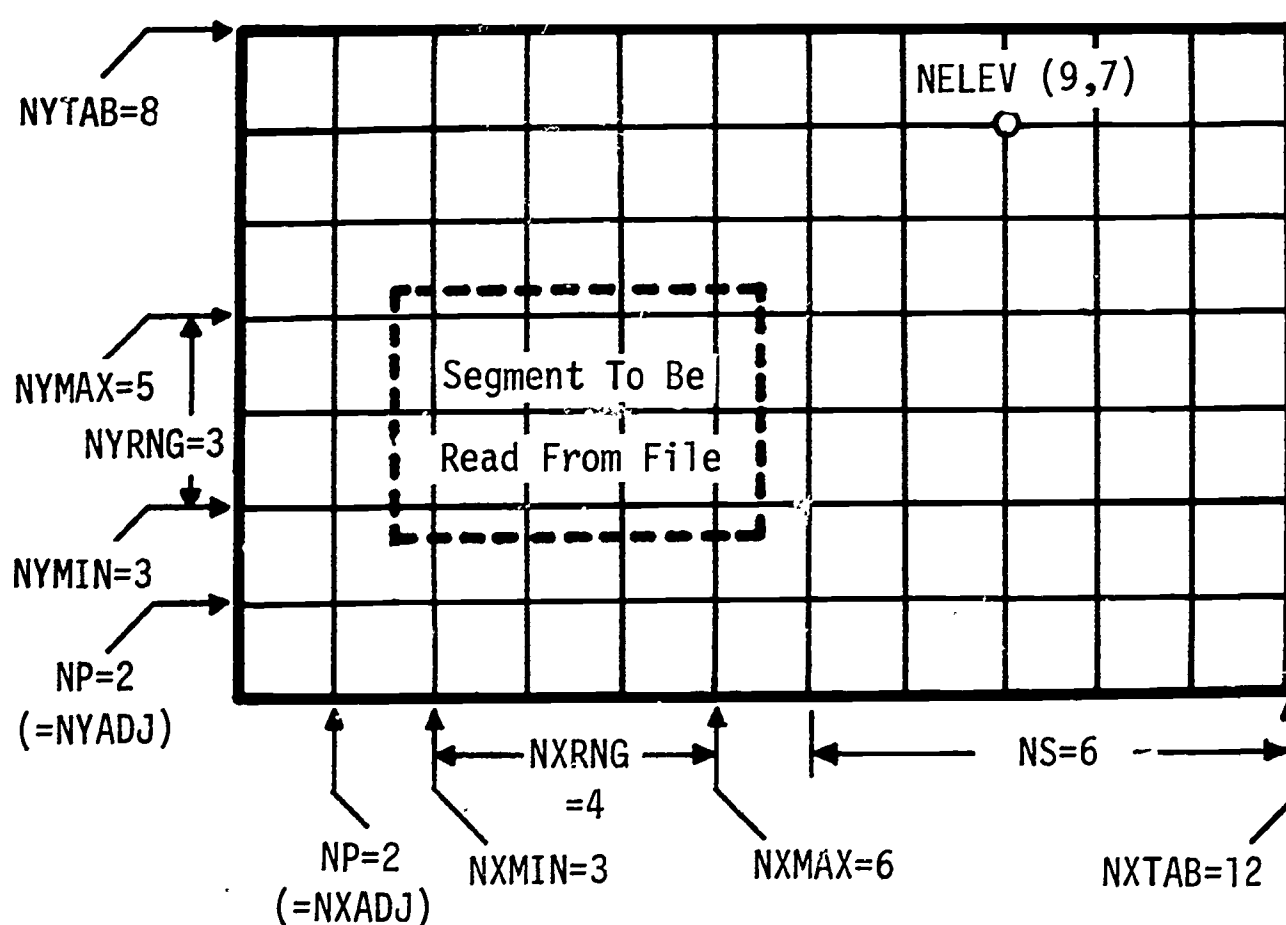 NELEV (9,7)
NYTAB=8
Segment To Be
NYMAX=5
NYRNG=3
Read From File
NYMIN=3
NP=2
(=NYADJ)
NXRNG
=4
NS=6
NP=2
(=NXADJ)
NXMIN=3
NXMAX=6
NXTAB=12